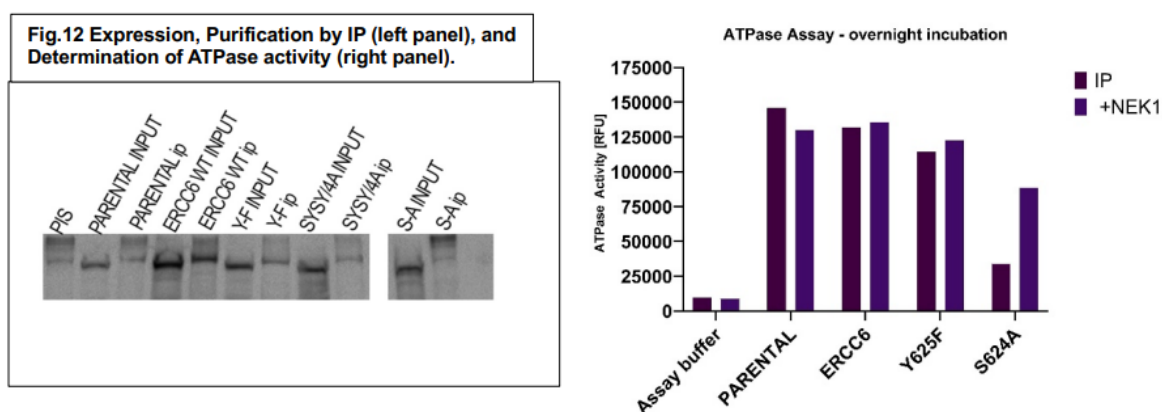 Fig.12 Expression, Purification by IP (left panel), and
Determination of ATPase activity (right panel).
PIS
PARENTAL INPUT
PARENTAL ip
ERCC6 WT INPUT
ERCC6 WT ip
Y-F INPUT
Y-F ip
SYSY/4A INPUT
SYSY/4A ip
S-A INPUT
S-A ip
ATPase Assay - overnight incubation
ATPase Activity [RFU]
175000
150000
125000
100000
75000
50000
25000
0
Assay buffer
PARENTAL
ERCC6
Y625F
S624A
IP
+NEK1